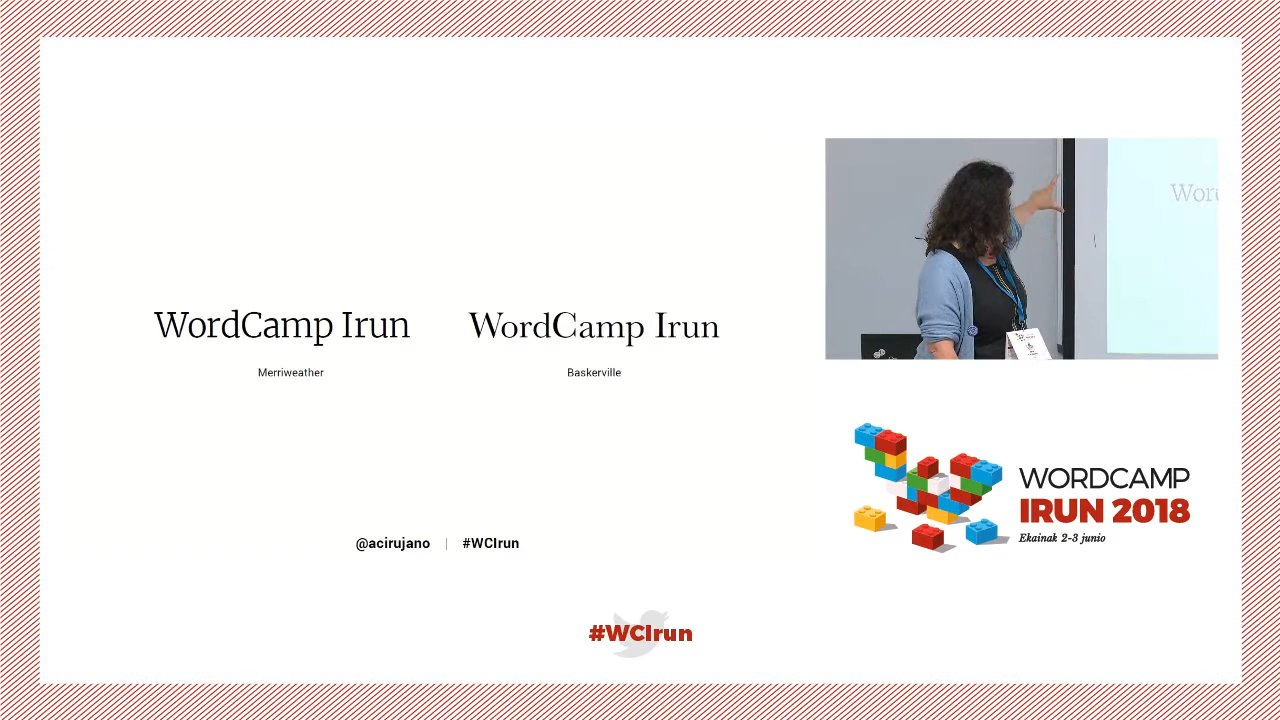 WordCamp Irun
Merriweather
WordCamp Irun
Baskerville
@acirujano | #WCIrun
WORDCAMP
IRUN 2018
Ekainak 2-3 junio
#WCIrun